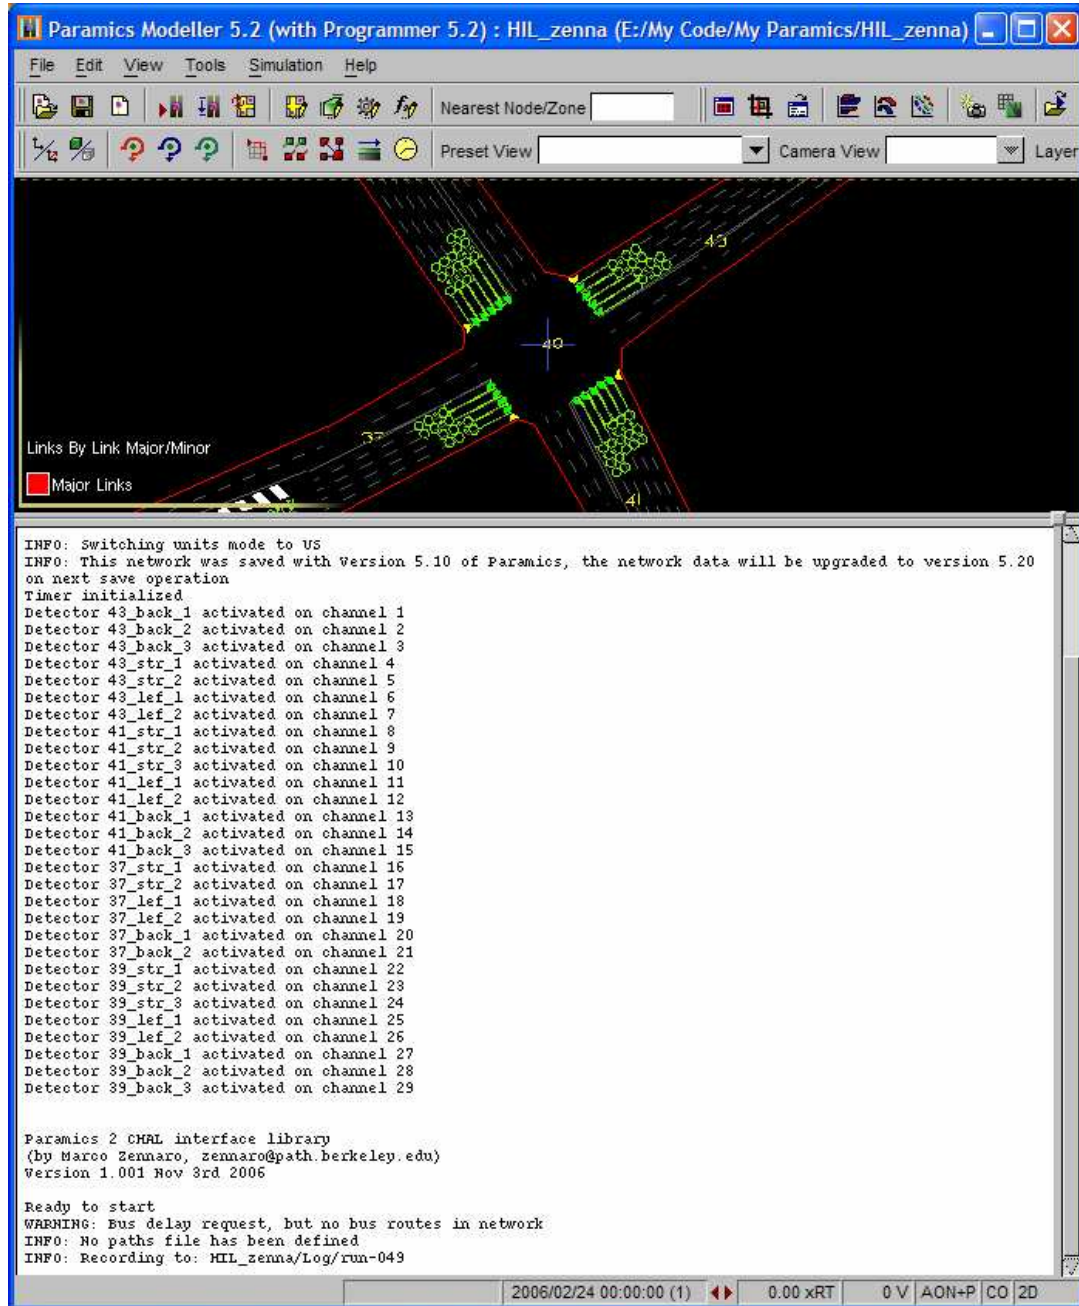 Paramics Modeller 5.2 (with Programmer 5.2) : HIL_zenna (E:/My Code/My Paramics/HIL_zenna)
File Edit View Tools Simulation Help
Nearest Node/Zone
Preset View Camera View Layer
43
49
37
41
Links By Link Major/Minor
Major Links
INFO: Switching units mode to US
INFO: This network was saved with Version 5.10 of Paramics, the network data will be upgraded to version 5.20
on next save operation
Timer initialized
Detector 43_back_1 activated on channel 1
Detector 43_back_2 activated on channel 2
Detector 43_back_3 activated on channel 3
Detector 43_str_1 activated on channel 4
Detector 43_str_2 activated on channel 5
Detector 43_lef_1 activated on channel 6
Detector 43_lef_2 activated on channel 7
Detector 41_str_1 activated on channel 8
Detector 41_str_2 activated on channel 9
Detector 41_str_3 activated on channel 10
Detector 41_lef_1 activated on channel 11
Detector 41_lef_2 activated on channel 12
Detector 41_back_1 activated on channel 13
Detector 41_back_2 activated on channel 14
Detector 41_back_3 activated on channel 15
Detector 37_str_1 activated on channel 16
Detector 37_str_2 activated on channel 17
Detector 37_lef_1 activated on channel 18
Detector 37_lef_2 activated on channel 19
Detector 37_back_1 activated on channel 20
Detector 37_back_2 activated on channel 21
Detector 39_str_1 activated on channel 22
Detector 39_str_2 activated on channel 23
Detector 39_str_3 activated on channel 24
Detector 39_lef_1 activated on channel 25
Detector 39_lef_2 activated on channel 26
Detector 39_back_1 activated on channel 27
Detector 39_back_2 activated on channel 28
Detector 39_back_3 activated on channel 29
Paramics 2 CHAL interface library
(by Marco Zennaro, zennaro@path.berkeley.edu)
Version 1.001 Nov 3rd 2006
Ready to start
WARNING: Bus delay request, but no bus routes in network
INFO: No paths file has been defined
INFO: Recording to: HIL_zenna/Log/run-049
2006/02/24 00:00:00 (1) 0.00 xRT 0 V AON+P CO 2D